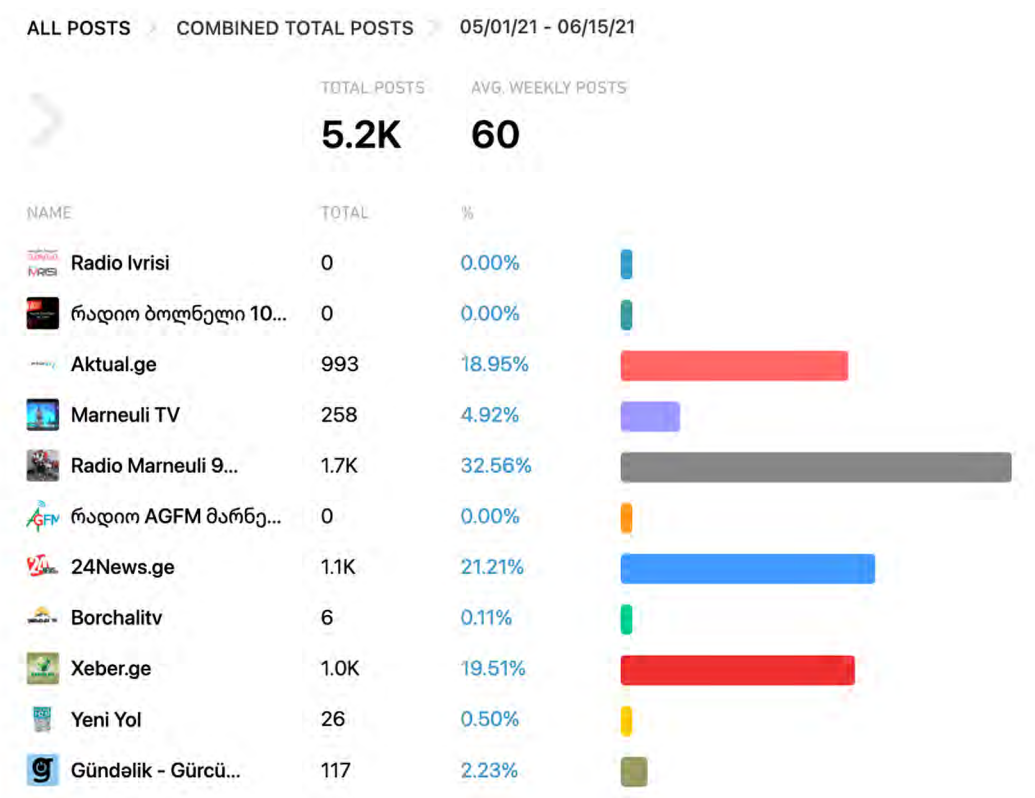 ALL POSTS COMBINED TOTAL POSTS 05/01/21 - 06/15/21
TOTAL POSTS AVG. WEEKLY POSTS
5.2K 60
NAME TOTAL %
Radio Ivrisi 0 0.00%
რადიო ბოლნელი 10... 0 0.00%
Aktual.ge 993 18.95%
Marneuli TV 258 4.92%
Radio Marneuli 9... 1.7K 32.56%
რადიო AGFM მარნე... 0 0.00%
24News.ge 1.1K 21.21%
Borchalitv 6 0.11%
Xeber.ge 1.0K 19.51%
Yeni Yol 26 0.50%
Gündəlik - Gürcü... 117 2.23%